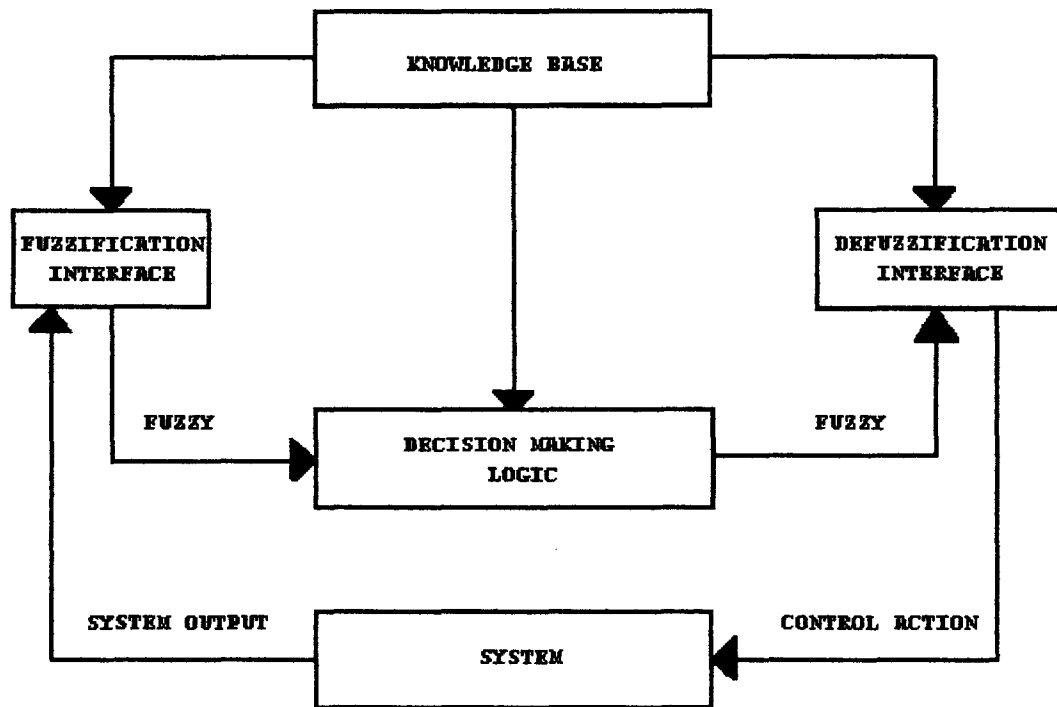 KNOWLEDGE BASE
FUZZIFICATION
INTERFACE
DEFUZZIFICATION
INTERFACE
FUZZY
FUZZY
DECISION MAKING
LOGIC
SYSTEM OUTPUT
CONTROL ACTION
SYSTEM